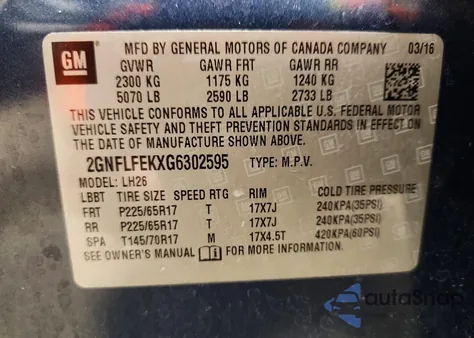 GM
MFD BY GENERAL MOTORS OF CANADA COMPANY 03/16
GVWR GAWR FRT GAWR RR
2300 KG 1175 KG 1240 KG
5070 LB 2590 LB 2733 LB
THIS VEHICLE CONFORMS TO ALL APPLICABLE U.S. FEDERAL MOTOR
VEHICLE SAFETY AND THEFT PREVENTION STANDARDS IN EFFECT ON
THE DATE OF MANUFACTURE SHOWN ABOVE.
2GNFLFEKXG6302595 TYPE: M.P.V.
MODEL: LH26
LBBT TIRE SIZE SPEED RTG RIM COLD TIRE PRESSURE
FRT P225/65R17 T 17X7J 240KPA(35PSI)
RR P225/65R17 T 17X7J 240KPA(35PSI)
SPA T145/70R17 M 17X4.5T 420KPA(60PSI)
SEE OWNER'S MANUAL FOR MORE INFORMATION.
autoSnap